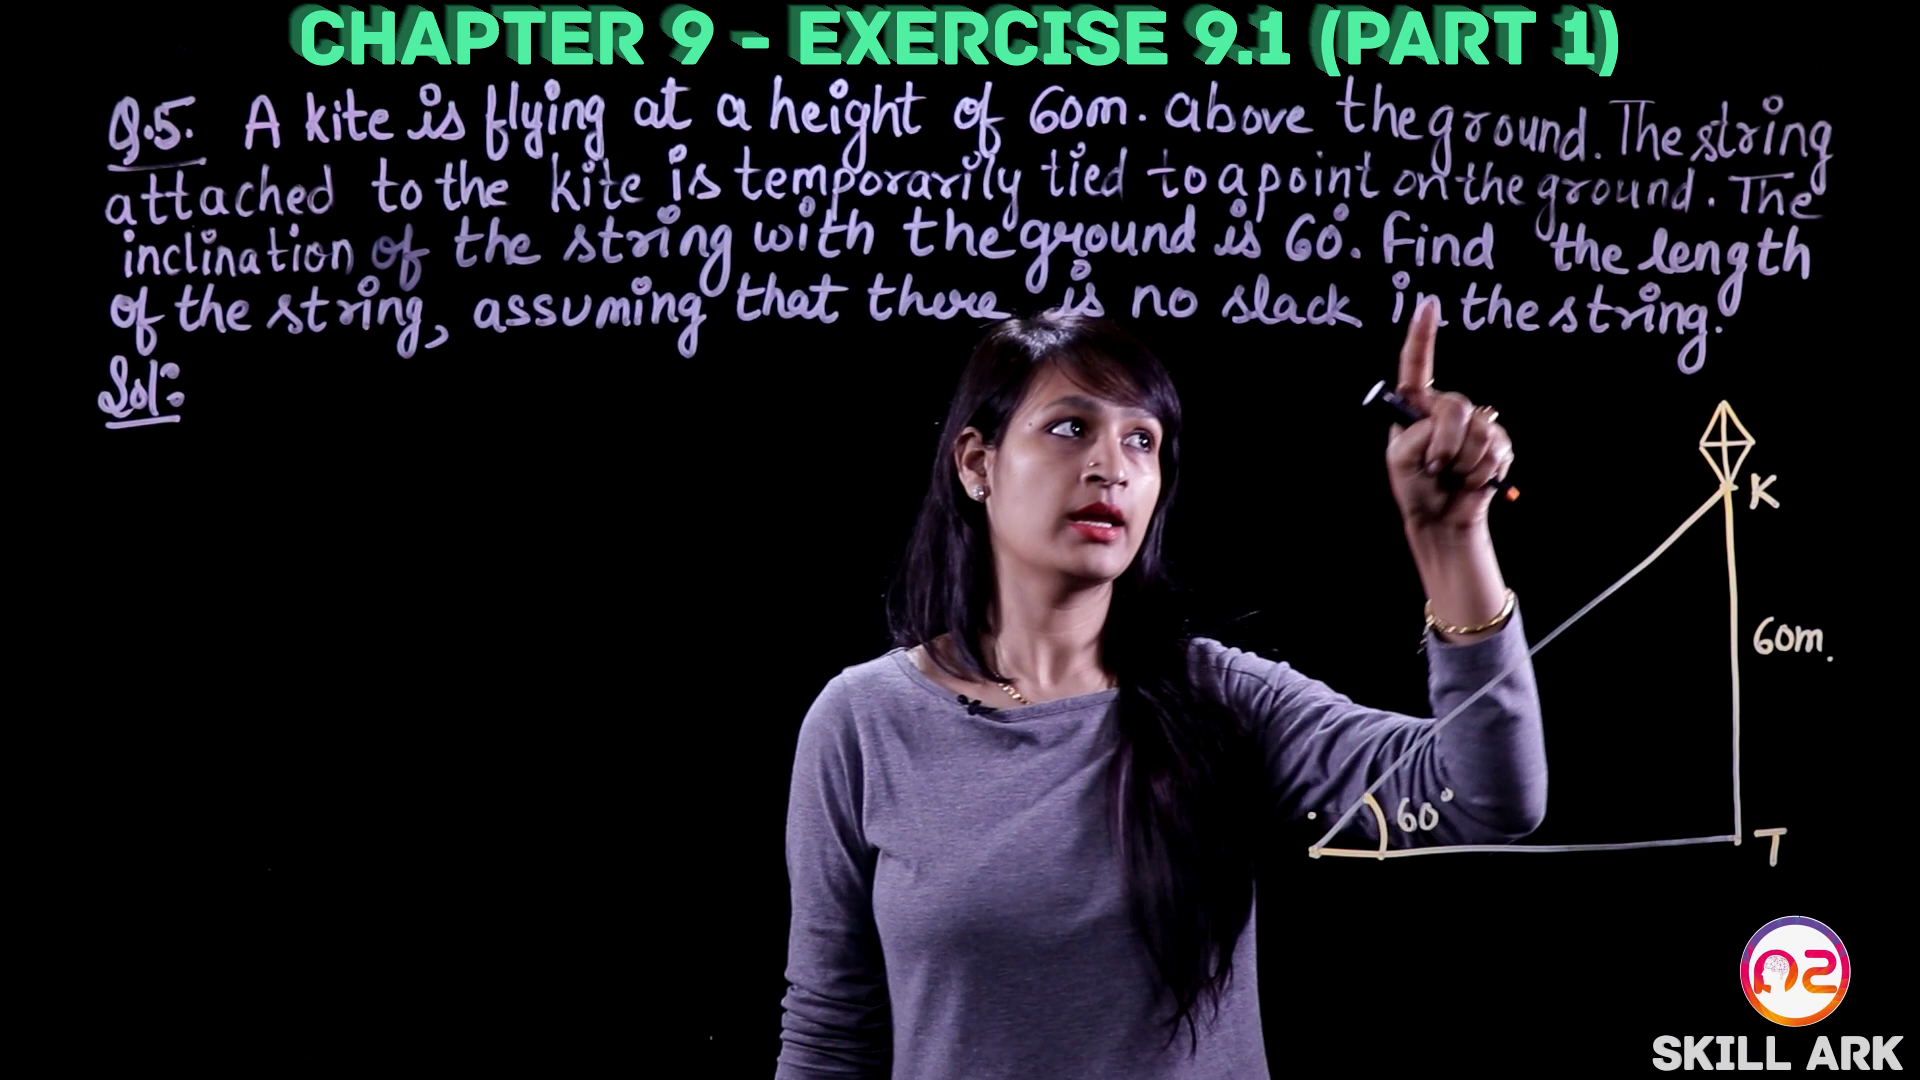 CHAPTER 9 - EXERCISE 9.1 (PART 1)
Q.5. A kite is flying at a height of 60m. above the ground. The string
attached to the kite is temporarily tied to a point on the ground. The
inclination of the string with the ground is 60°. Find the length
of the string, assuming that there is no slack in the string.
Sol:
K
60m.
60°
T
SKILL ARK